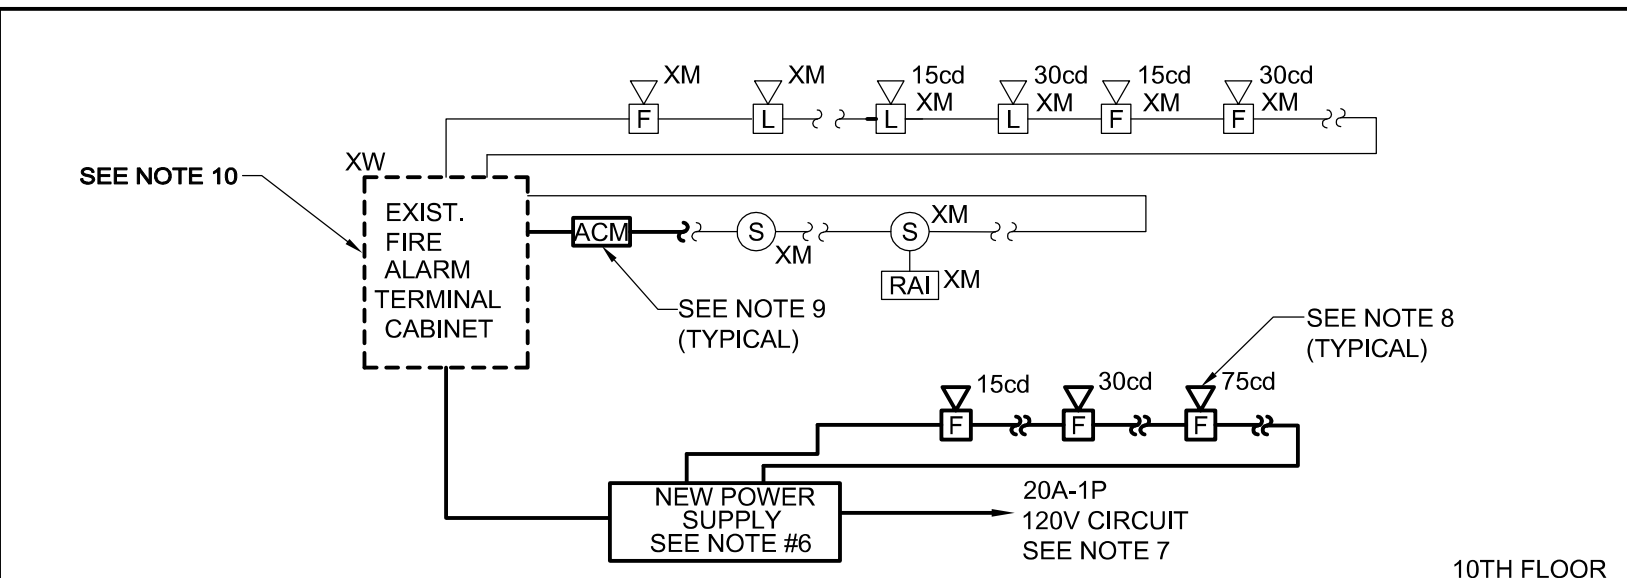 XM
XM
15cd
XM
30cd
XM
15cd
XM
30cd
XM
F
L
L
L
F
F
XW
SEE NOTE 10
EXIST.
FIRE
ALARM
TERMINAL
CABINET
ACM
S
XM
S
XM
RAI
XM
SEE NOTE 9
(TYPICAL)
SEE NOTE 8
(TYPICAL)
15cd
30cd
75cd
F
F
F
NEW POWER
SUPPLY
SEE NOTE #6
20A-1P
120V CIRCUIT
SEE NOTE 7
10TH FLOOR